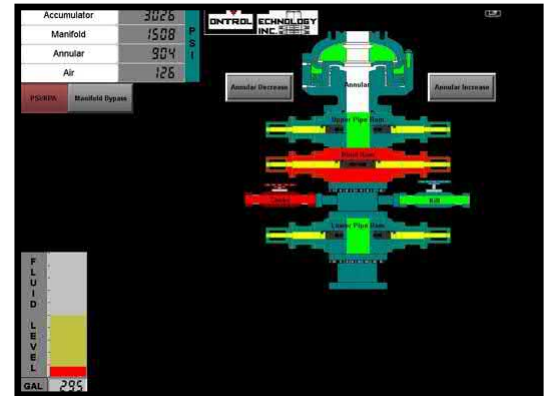 Accumulator 3026
Manifold 1508
Annular 904
Air 126
PSI
ONTROL ECHNOLOGY
INC.
PSI/KPA Manifold Bypass
Annular Decrease
Annular
Annular Increase
Upper Pipe Ram
Blind Ram
Choke
Kill
Lower Pipe Ram
FLUID LEVEL
GAL 295